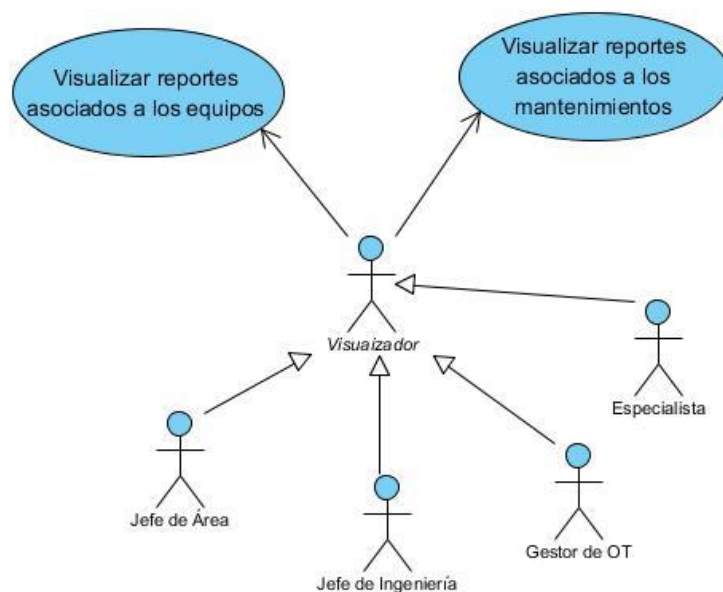 Visualizar reportes
asociados a los equipos
Visualizar reportes
asociados a los
mantenimientos
Visuaizador
Especialista
Jefe de Área
Gestor de OT
Jefe de Ingeniería